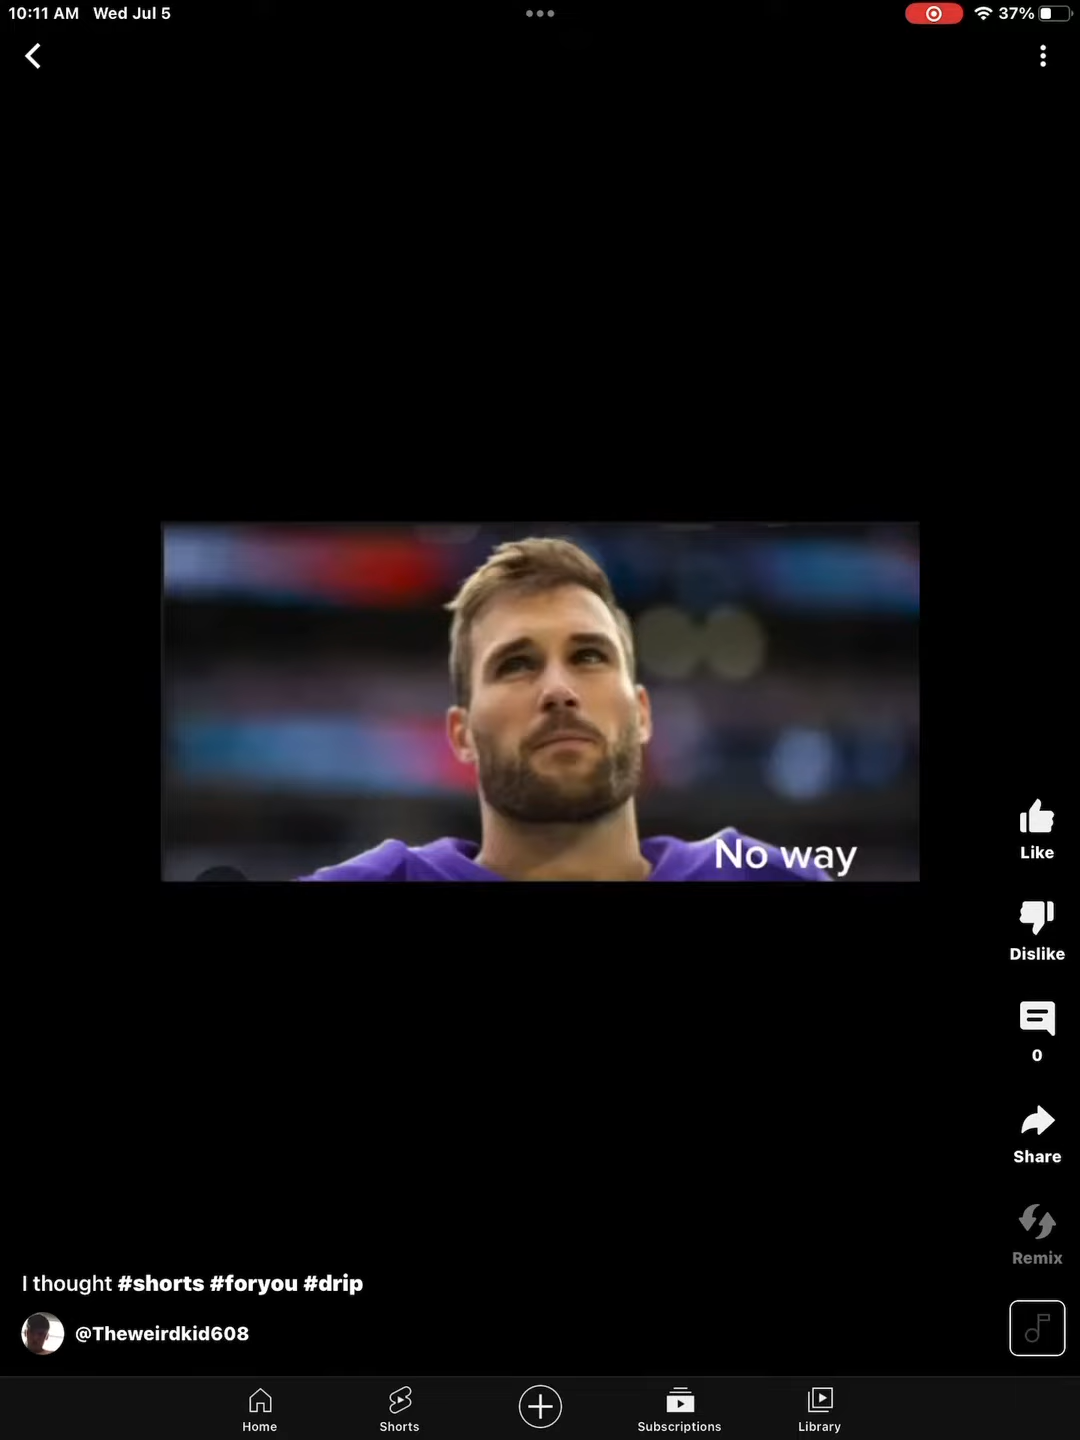 10:11 AM Wed Jul 5
37%
No way
Like
Dislike
0
Share
Remix
I thought #shorts #foryou #drip
@Theweirdkid608
Home
Shorts
Subscriptions
Library